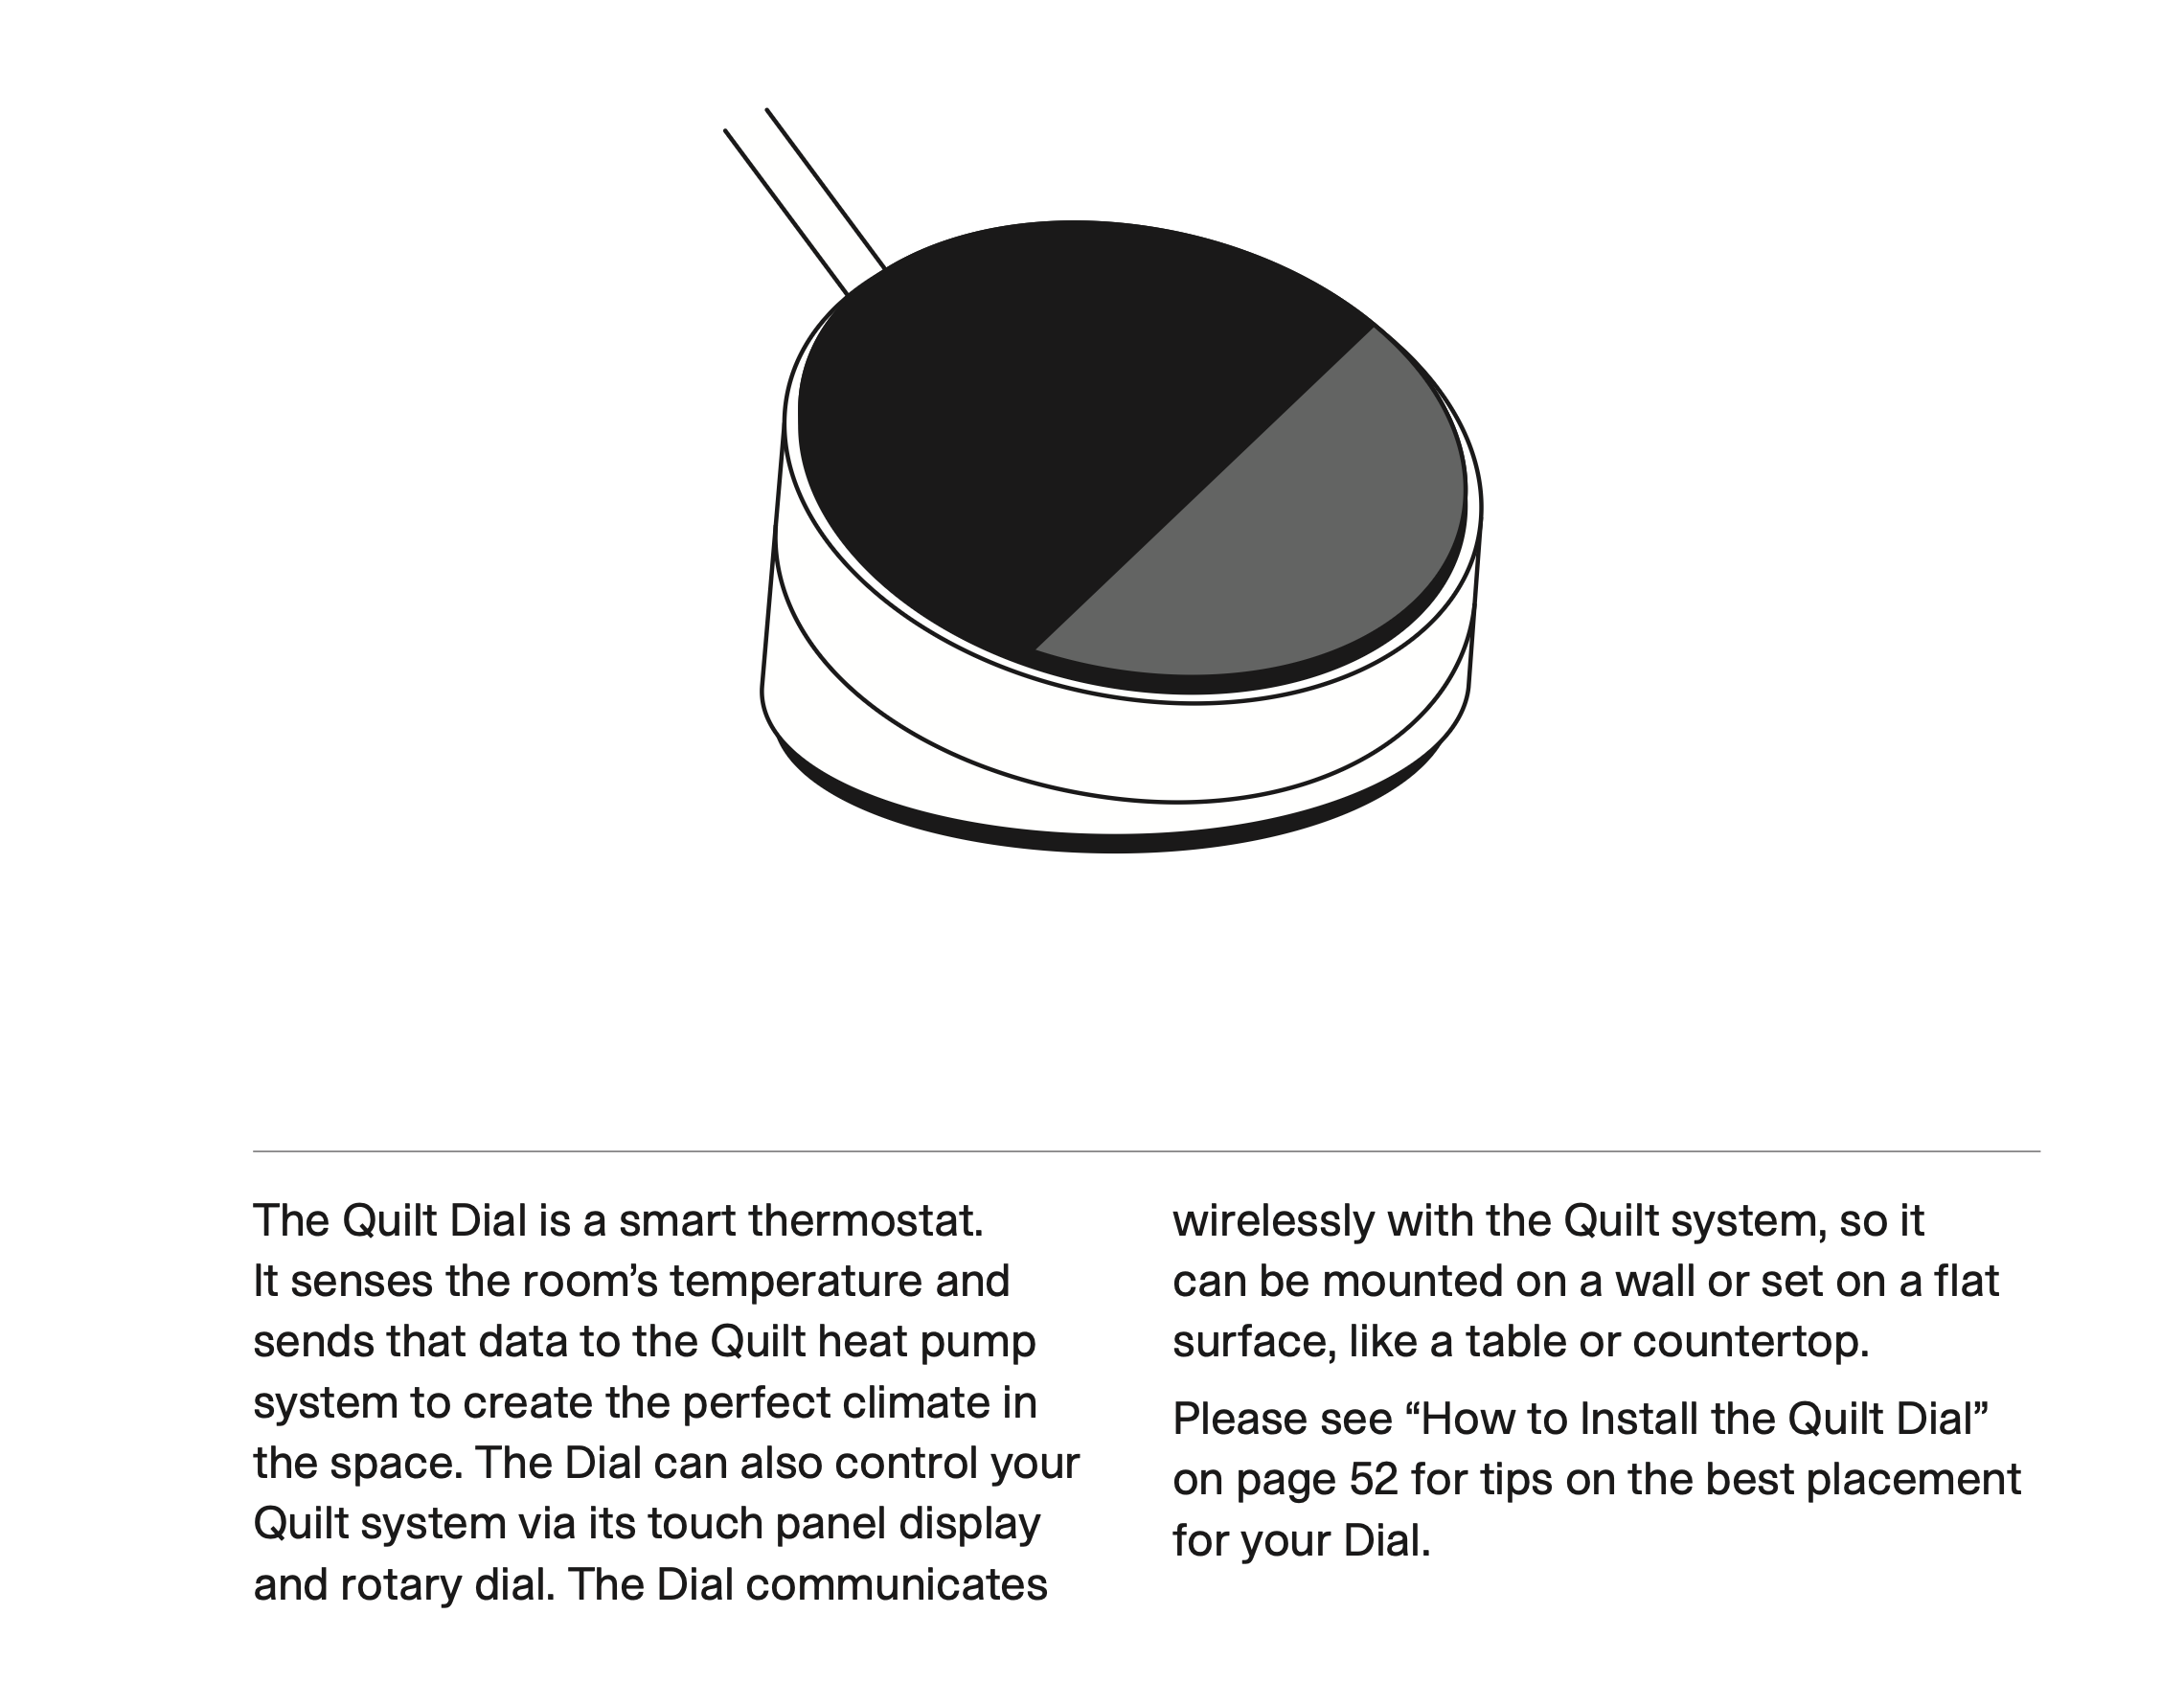 The Quilt Dial is a smart thermostat.
It senses the room’s temperature and
sends that data to the Quilt heat pump
system to create the perfect climate in
the space. The Dial can also control your
Quilt system via its touch panel display
and rotary dial. The Dial communicates
wirelessly with the Quilt system, so it
can be mounted on a wall or set on a flat
surface, like a table or countertop.
Please see “How to Install the Quilt Dial”
on page 52 for tips on the best placement
for your Dial.